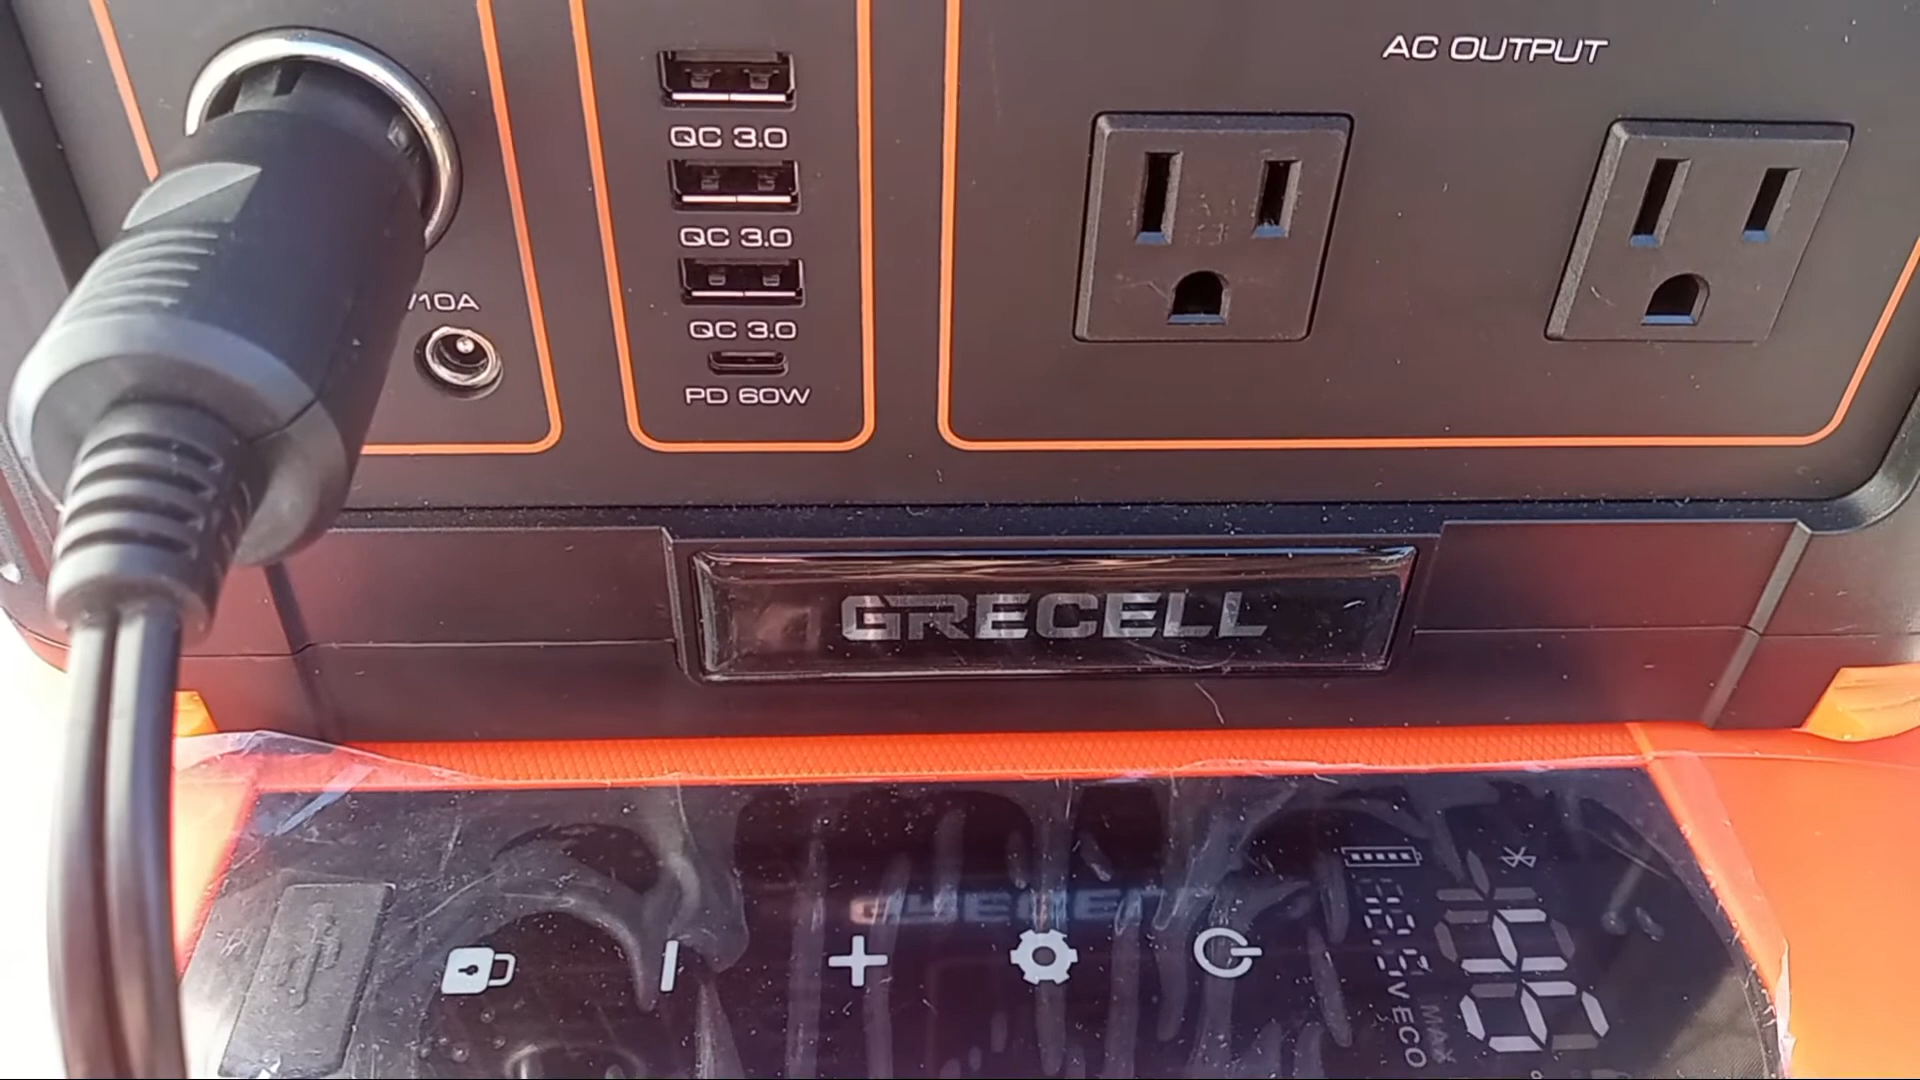 AC OUTPUT
QC 3.0
QC 3.0
/10A
QC 3.0
PD 60W
GRECELL
MAX
ECO
V